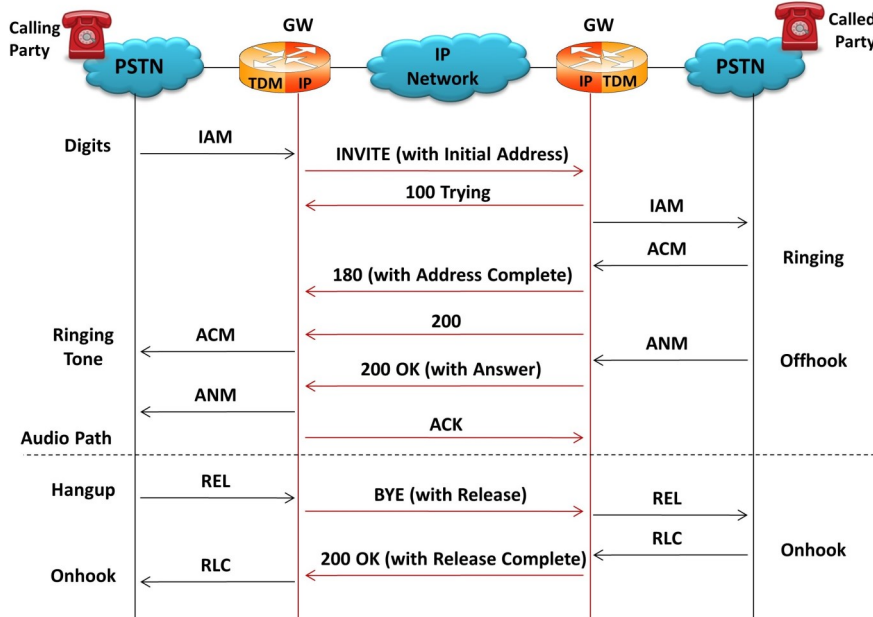 Calling
Party
GW
GW
Called
Party
PSTN
TDM
IP
IP
Network
IP
TDM
PSTN
Digits
IAM
INVITE (with Initial Address)
100 Trying
IAM
ACM
Ringing
180 (with Address Complete)
200
Ringing
Tone
ACM
ANM
Offhook
200 OK (with Answer)
ANM
ACK
Audio Path
Hangup
REL
BYE (with Release)
REL
RLC
Onhook
200 OK (with Release Complete)
Onhook
RLC